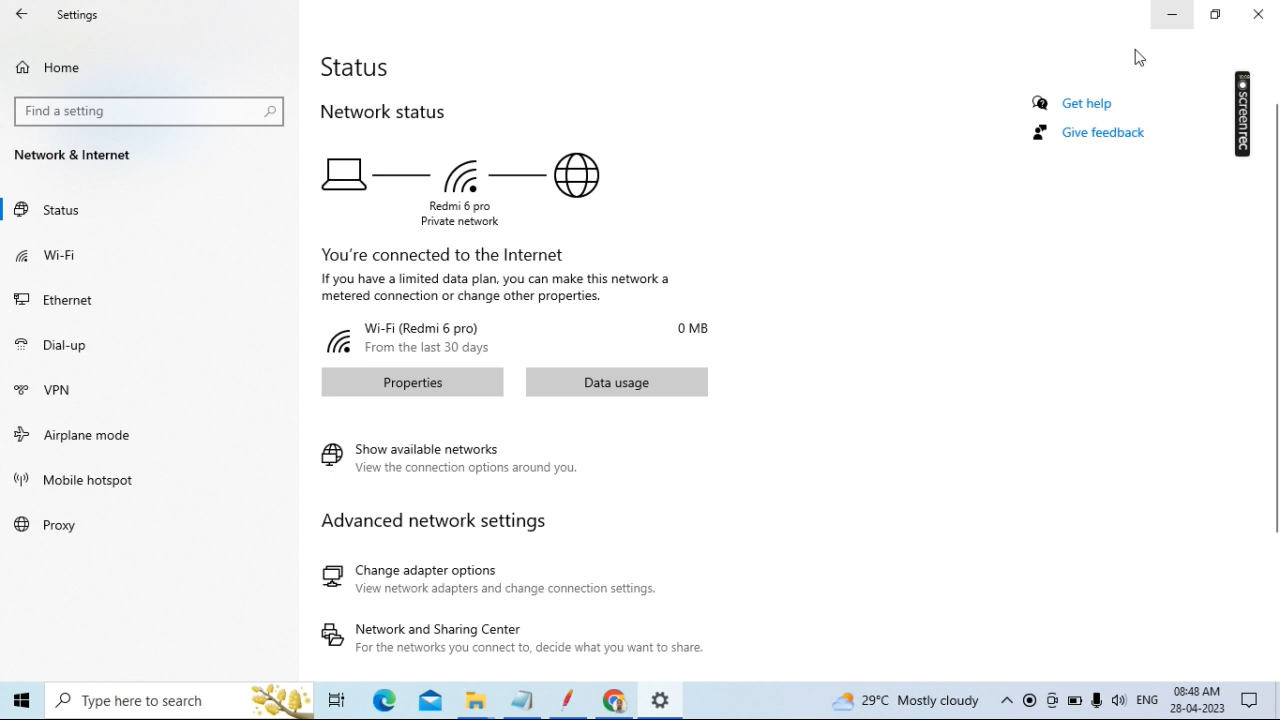 Settings
Home
Find a setting
Network & Internet
Status
Wi-Fi
Ethernet
Dial-up
VPN
Airplane mode
Mobile hotspot
Proxy
Status
Network status
Redmi 6 pro
Private network
You're connected to the Internet
If you have a limited data plan, you can make this network a
metered connection or change other properties.
Wi-Fi (Redmi 6 pro) 0 MB
From the last 30 days
Properties Data usage
Show available networks
View the connection options around you.
Advanced network settings
Change adapter options
View network adapters and change connection settings.
Network and Sharing Center
For the networks you connect to, decide what you want to share.
Get help
Give feedback
screenrec
Type here to search
29°C Mostly cloudy
ENG
08:48 AM
28-04-2023